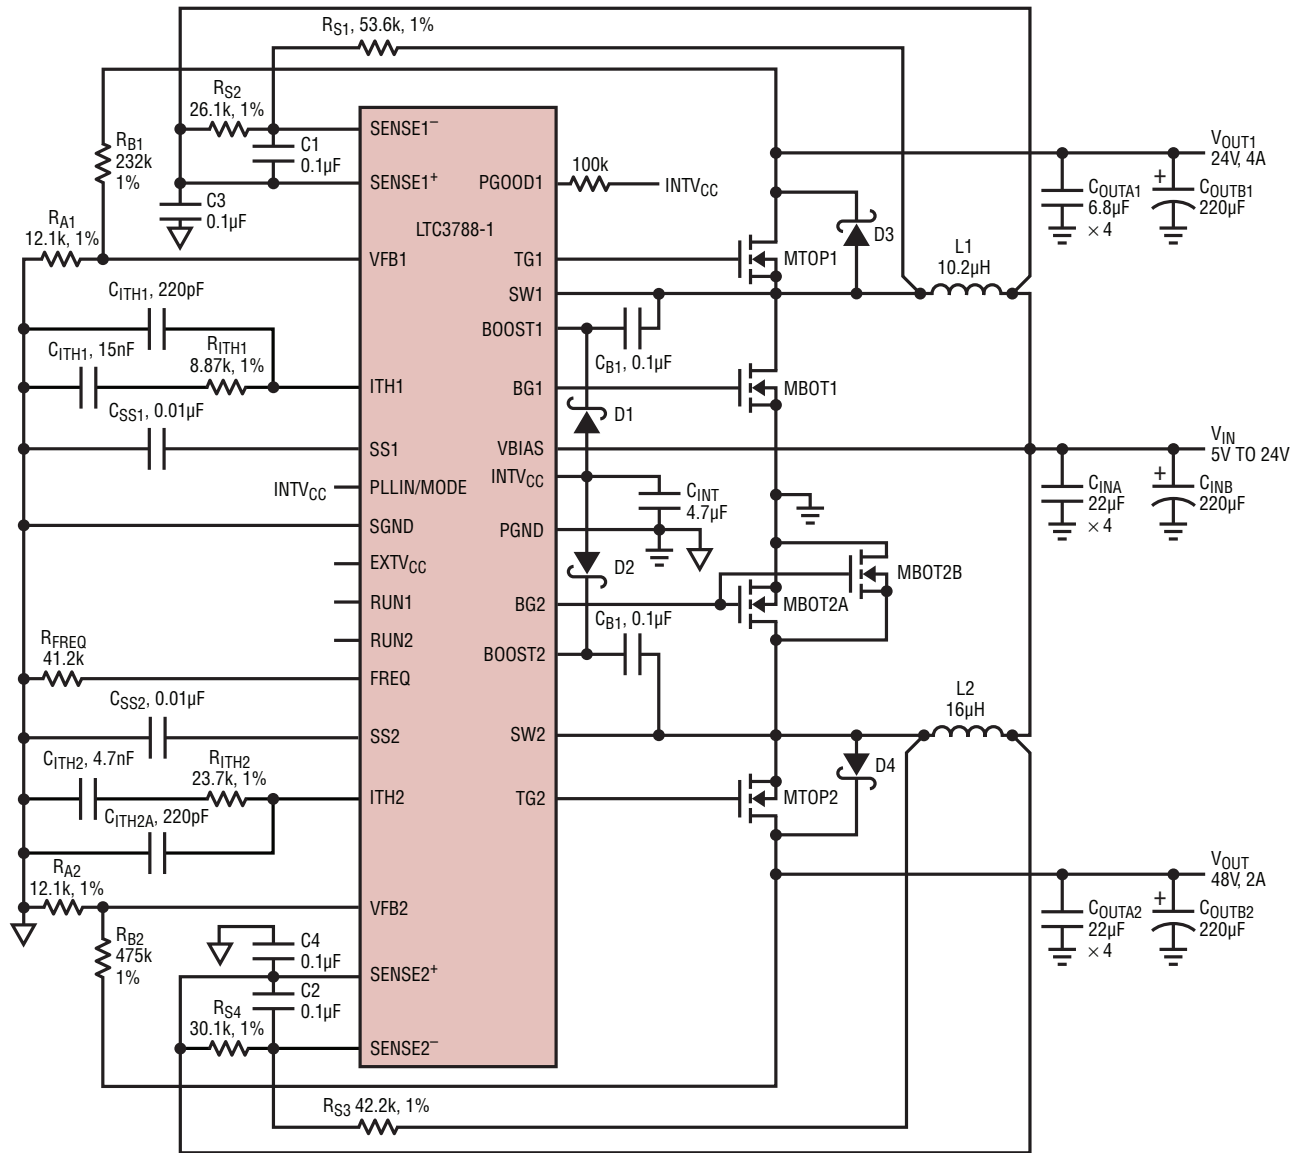 RS1, 53.6k, 1%
RS2
26.1k, 1%
C1
0.1µF
RB1
232k
1%
C3
0.1µF
RA1
12.1k, 1%
CITH1, 220pF
CITH1, 15nF
RITH1
8.87k, 1%
CSS1, 0.01µF
INTVCC
RFREQ
41.2k
CSS2, 0.01µF
CITH2, 4.7nF
RITH2
23.7k, 1%
CITH2A, 220pF
RA2
12.1k, 1%
RB2
475k
1%
C4
0.1µF
C2
0.1µF
RS4
30.1k, 1%
RS3 42.2k, 1%
LTC3788-1
SENSE1–
SENSE1+
VFB1
ITH1
SS1
PLLIN/MODE
SGND
EXTVCC
RUN1
RUN2
FREQ
SS2
ITH2
VFB2
SENSE2+
SENSE2–
PGOOD1
TG1
SW1
BOOST1
BG1
VBIAS
INTVCC
PGND
BG2
BOOST2
SW2
TG2
100k
INTVCC
CB1, 0.1µF
D1
CINT
4.7µF
D2
CB1, 0.1µF
MTOP1
D3
L1
10.2µH
MBOT1
MBOT2B
MBOT2A
L2
16µH
D4
MTOP2
VOUT1
24V, 4A
COUTA1
6.8µF
× 4
+
COUTB1
220µF
VIN
5V TO 24V
CINA
22µF
× 4
+
CINB
220µF
VOUT
48V, 2A
COUTA2
22µF
× 4
+
COUTB2
220µF